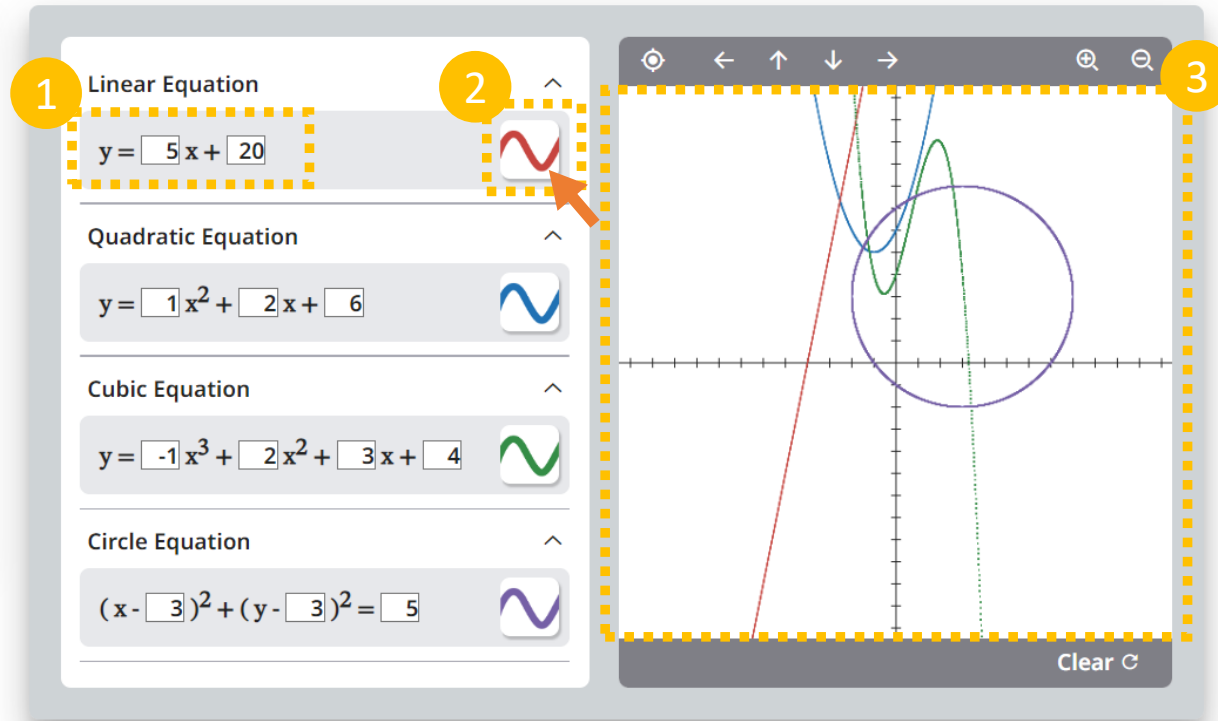 1
Linear Equation
y = 5 x + 20
2
Quadratic Equation
y = 1 x² + 2 x + 6
Cubic Equation
y = -1 x³ + 2 x² + 3 x + 4
Circle Equation
( x - 3 )² + ( y - 3 )² = 5
3
Clear